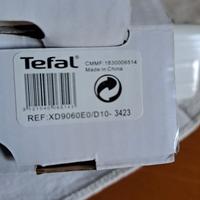 Tefal
CMMF: 1830006514
Made in China
REF:XD9060E0/D10- 3423